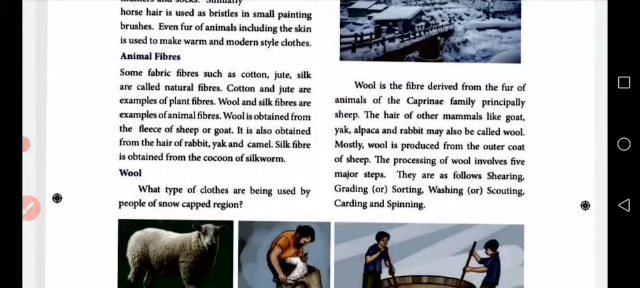 horse hair is used as bristles in small painting
brushes. Even fur of animals including the skin
is used to make warm and modern style clothes.
Animal Fibres
Some fabric fibres such as cotton, jute, silk
are called natural fibres. Cotton and jute are
examples of plant fibres. Wool and silk fibres are
examples of animal fibres. Wool is obtained from
the fleece of sheep or goat. It is also obtained
from the hair of rabbit, yak and camel. Silk fibre
is obtained from the cocoon of silkworm.
Wool
What type of clothes are being used by
people of snow capped region?
Wool is the fibre derived from the fur of
animals of the Caprinae family principally
sheep. The hair of other mammals like goat,
yak, alpaca and rabbit may also be called wool.
Mostly, wool is produced from the outer coat
of sheep. The processing of wool involves five
major steps. They are as follows Shearing,
Grading (or) Sorting, Washing (or) Scouting,
Carding and Spinning.